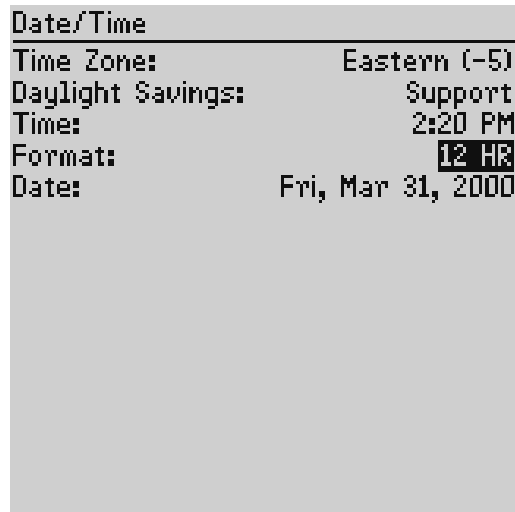 Date/Time
Time Zone: Eastern (-5)
Daylight Savings: Support
Time: 2:20 PM
Format: 12 HR
Date: Fri, Mar 31, 2000